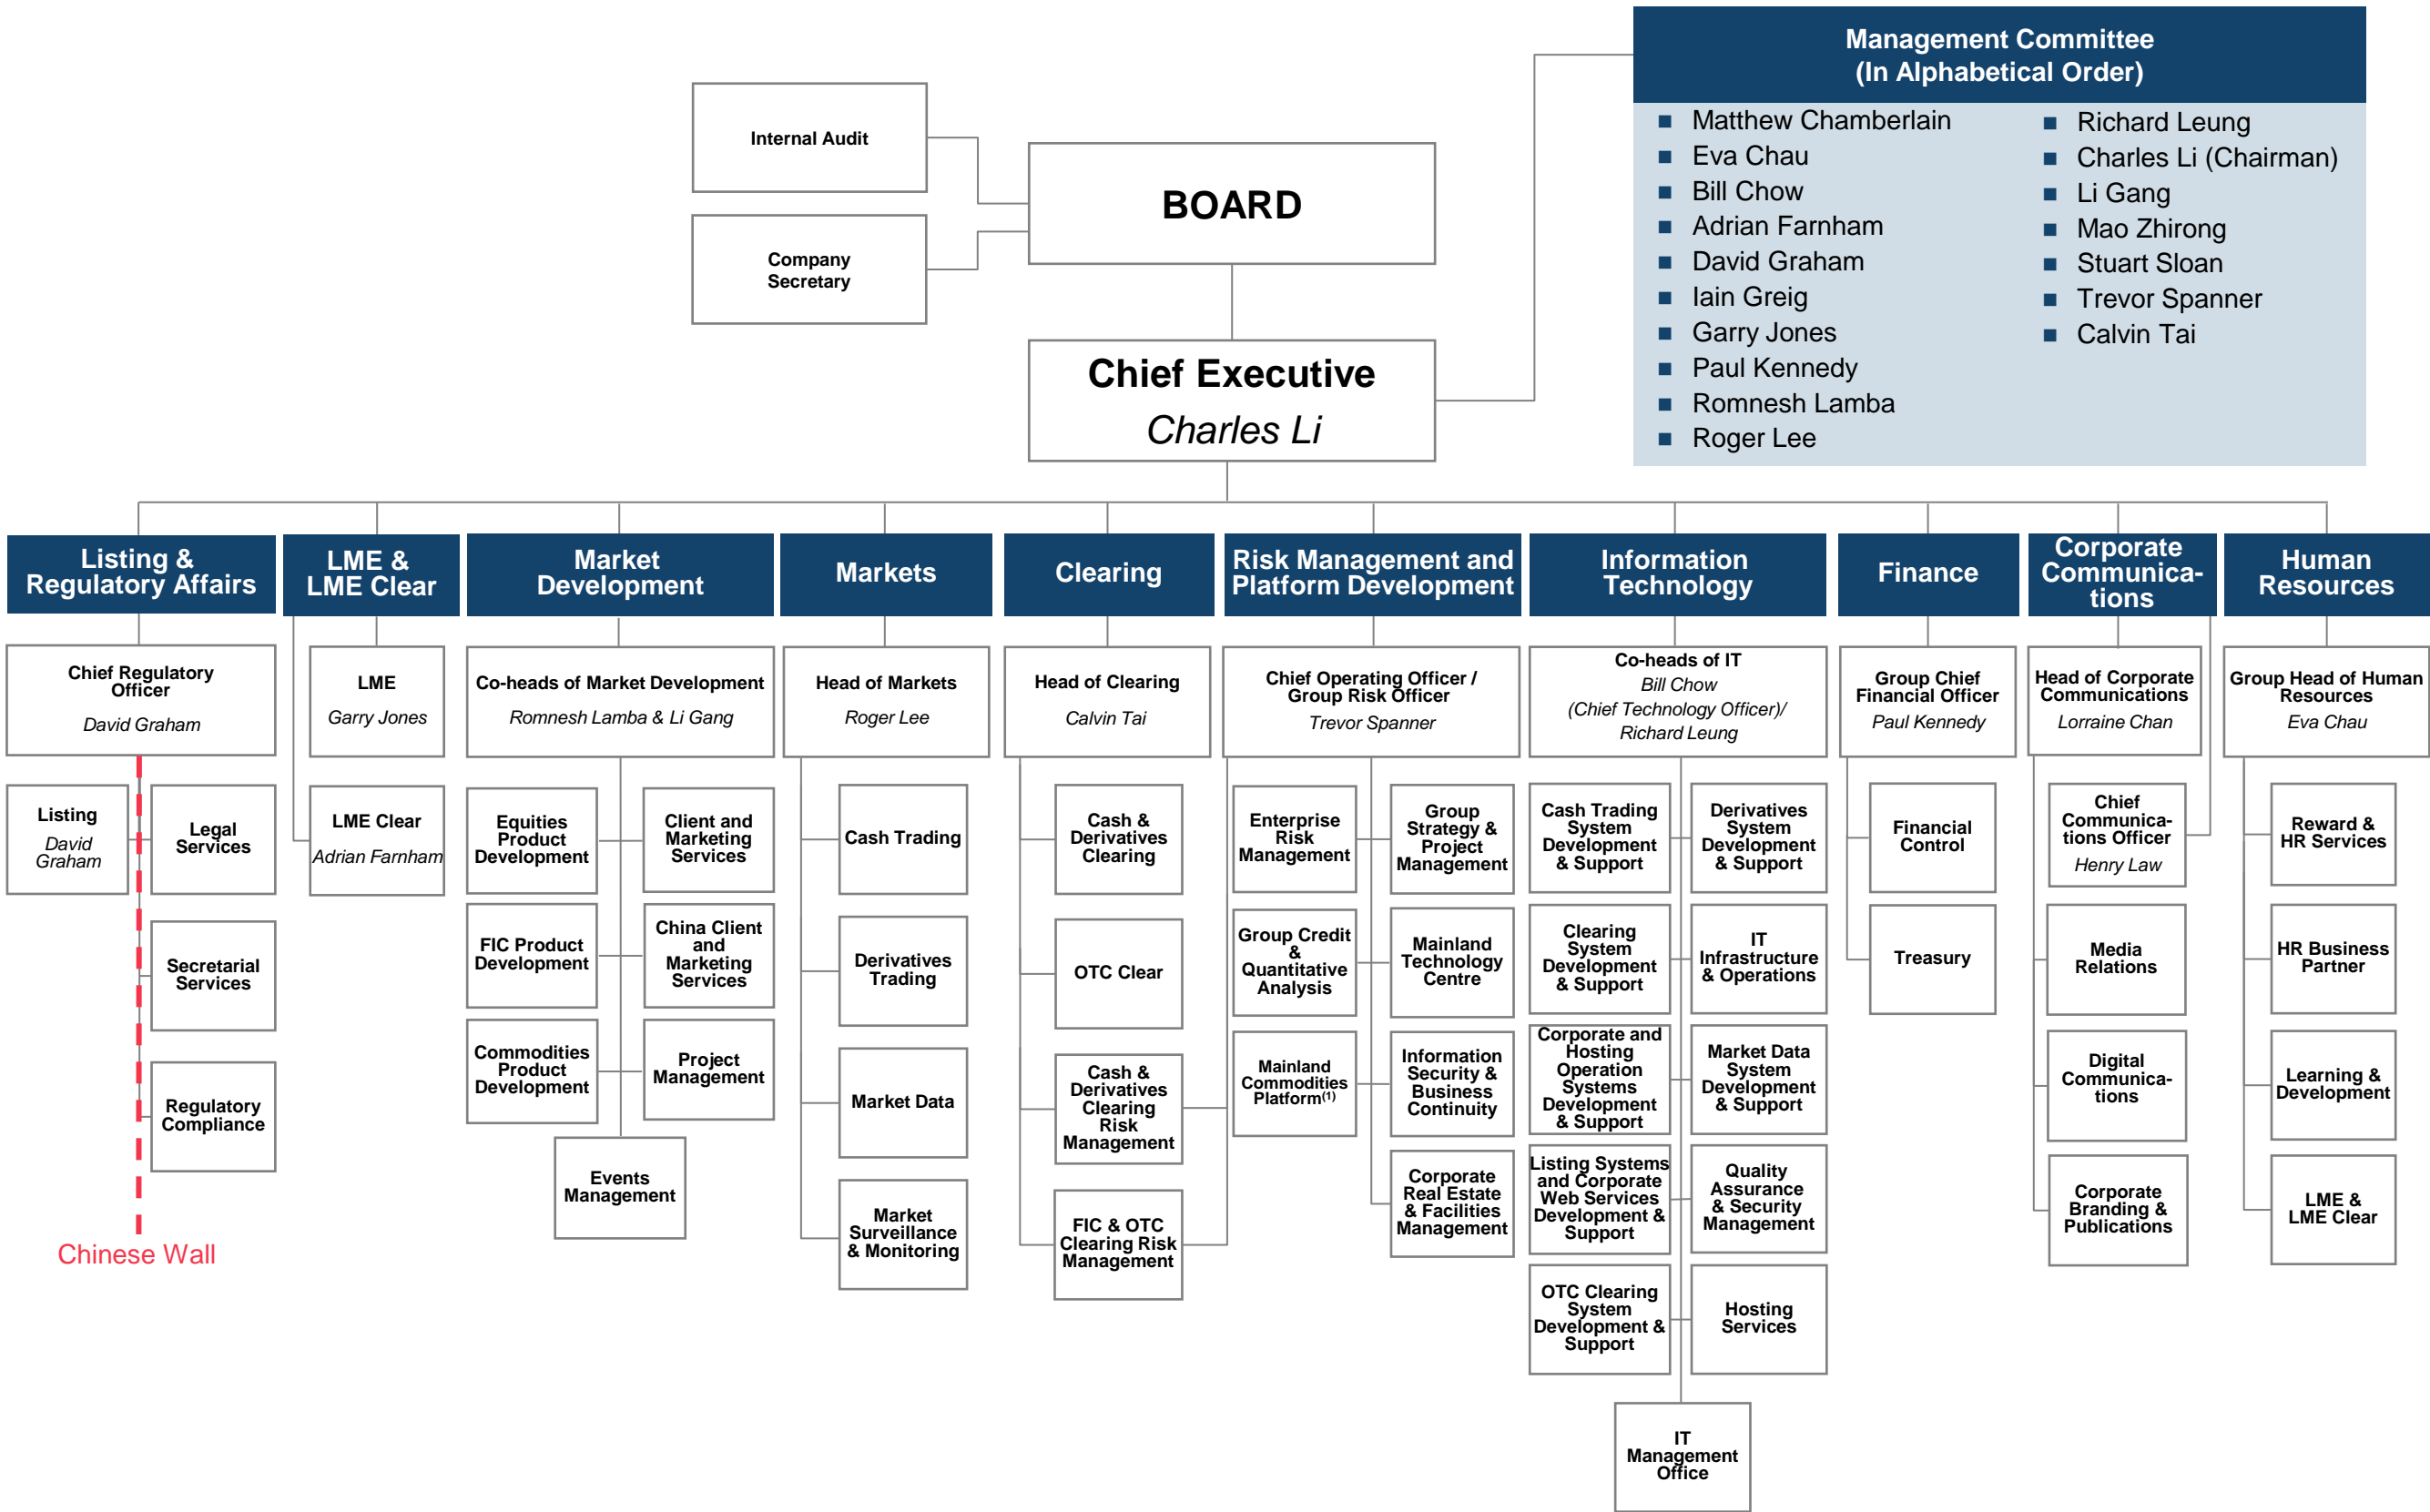 Management Committee
(In Alphabetical Order)
Matthew Chamberlain
Eva Chau
Bill Chow
Adrian Farnham
David Graham
Iain Greig
Garry Jones
Paul Kennedy
Romnesh Lamba
Roger Lee
Richard Leung
Charles Li (Chairman)
Li Gang
Mao Zhirong
Stuart Sloan
Trevor Spanner
Calvin Tai
Internal Audit
Company
Secretary
BOARD
Chief Executive
Charles Li
Listing &
Regulatory Affairs
Chief Regulatory
Officer
David Graham
Listing
David
Graham
Legal
Services
Secretarial
Services
Regulatory
Compliance
Chinese Wall
LME &
LME Clear
LME
Garry Jones
LME Clear
Adrian Farnham
Market
Development
Co-heads of Market Development
Romnesh Lamba & Li Gang
Equities
Product
Development
Client and
Marketing
Services
FIC Product
Development
China Client
and
Marketing
Services
Commodities
Product
Development
Project
Management
Events
Management
Markets
Head of Markets
Roger Lee
Cash Trading
Derivatives
Trading
Market Data
Market
Surveillance
& Monitoring
Clearing
Head of Clearing
Calvin Tai
Cash &
Derivatives
Clearing
OTC Clear
Cash &
Derivatives
Clearing
Risk
Management
FIC & OTC
Clearing Risk
Management
Risk Management and
Platform Development
Chief Operating Officer /
Group Risk Officer
Trevor Spanner
Enterprise
Risk
Management
Group
Strategy &
Project
Management
Group Credit
&
Quantitative
Analysis
Mainland
Technology
Centre
Mainland
Commodities
Platform(1)
Information
Security &
Business
Continuity
Corporate
Real Estate
& Facilities
Management
Information
Technology
Co-heads of IT
Bill Chow
(Chief Technology Officer)/
Richard Leung
Cash Trading
System
Development
& Support
Derivatives
System
Development
& Support
Clearing
System
Development
& Support
IT
Infrastructure
& Operations
Corporate and
Hosting
Operation
Systems
Development
& Support
Market Data
System
Development
& Support
Listing Systems
and Corporate
Web Services
Development &
Support
Quality
Assurance
& Security
Management
OTC Clearing
System
Development &
Support
Hosting
Services
IT
Management
Office
Finance
Group Chief
Financial Officer
Paul Kennedy
Financial
Control
Treasury
Corporate
Communica-
tions
Head of Corporate
Communications
Lorraine Chan
Chief
Communica-
tions Officer
Henry Law
Media
Relations
Digital
Communica-
tions
Corporate
Branding &
Publications
Human
Resources
Group Head of Human
Resources
Eva Chau
Reward &
HR Services
HR Business
Partner
Learning &
Development
LME &
LME Clear